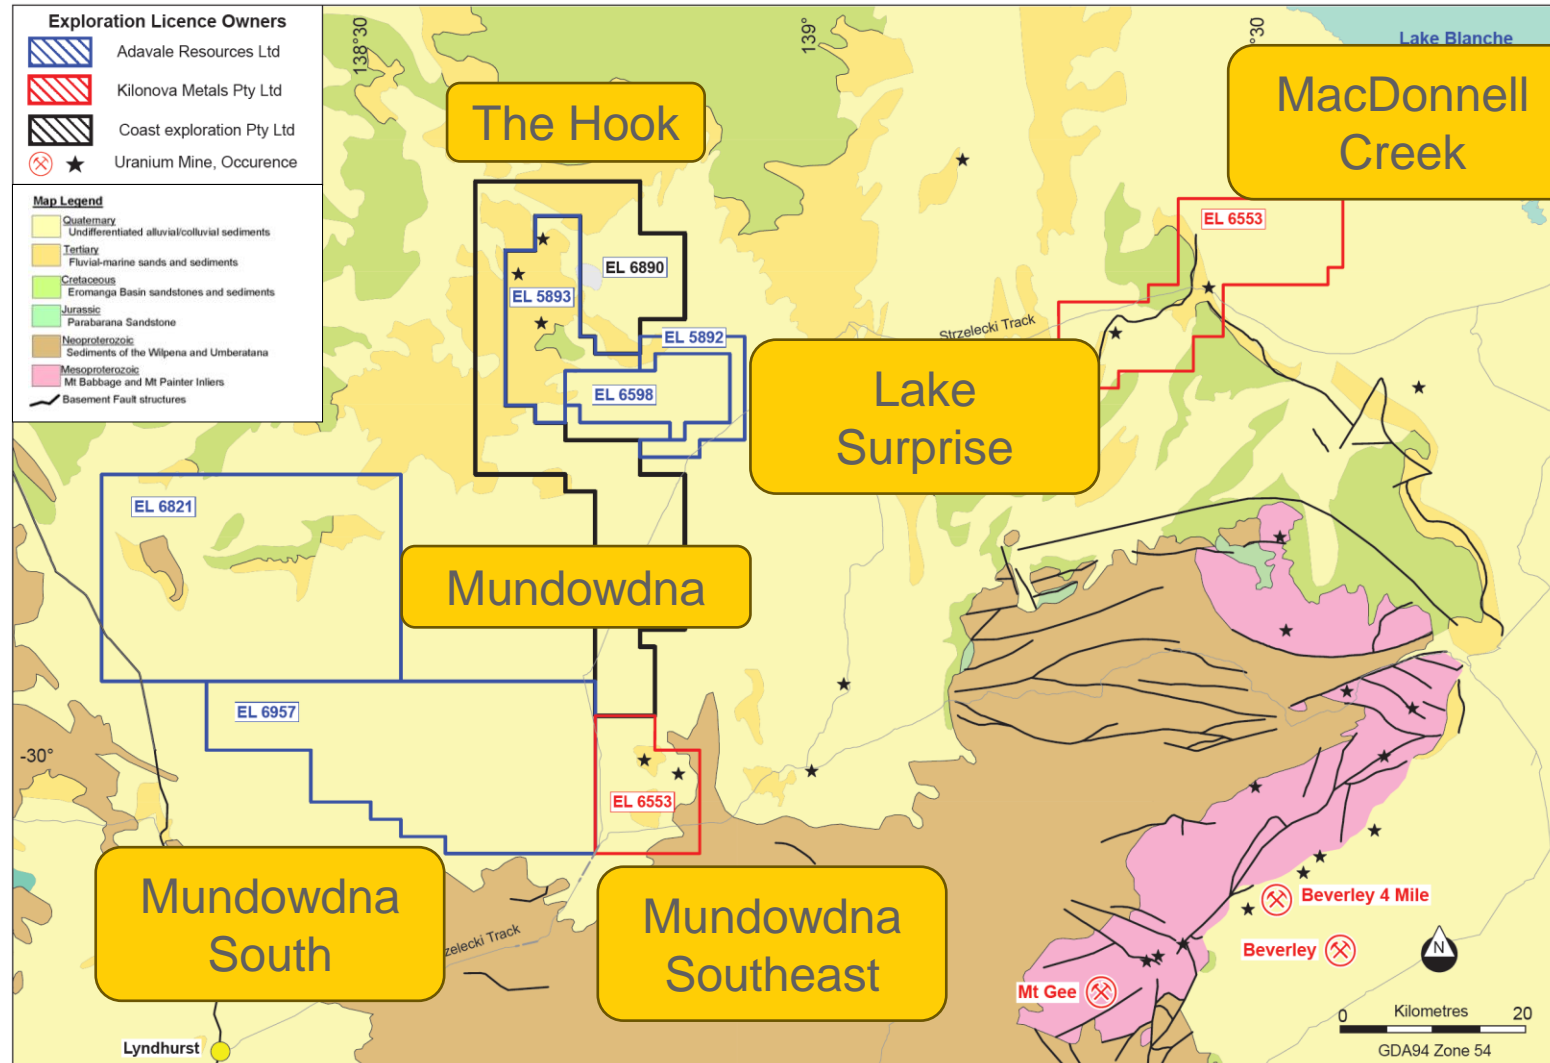 Exploration Licence Owners
Adavale Resources Ltd
Kilonova Metals Pty Ltd
Coast exploration Pty Ltd
Uranium Mine, Occurence
Map Legend
Quaternary
Undifferentiated alluvial/colluvial sediments
Tertiary
Fluvial-marine sands and sediments
Cretaceous
Eromanga Basin sandstones and sediments
Jurassic
Parabarana Sandstone
Neoproterozoic
Sediments of the Wilpena and Umberatana
Mesoproterozoic
Mt Babbage and Mt Painter Inliers
Basement Fault structures
138°30
139°
°30
Lake Blanche
The Hook
MacDonnell
Creek
EL 6553
EL 6890
EL 5893
Strzelecki Track
EL 5892
EL 6598
Lake
Surprise
EL 6821
Mundowdna
EL 6957
-30°
EL 6553
Mundowdna
South
Mundowdna
Southeast
zelecki Track
Beverley 4 Mile
Beverley
Mt Gee
N
Lyndhurst
0 Kilometres 20
GDA94 Zone 54